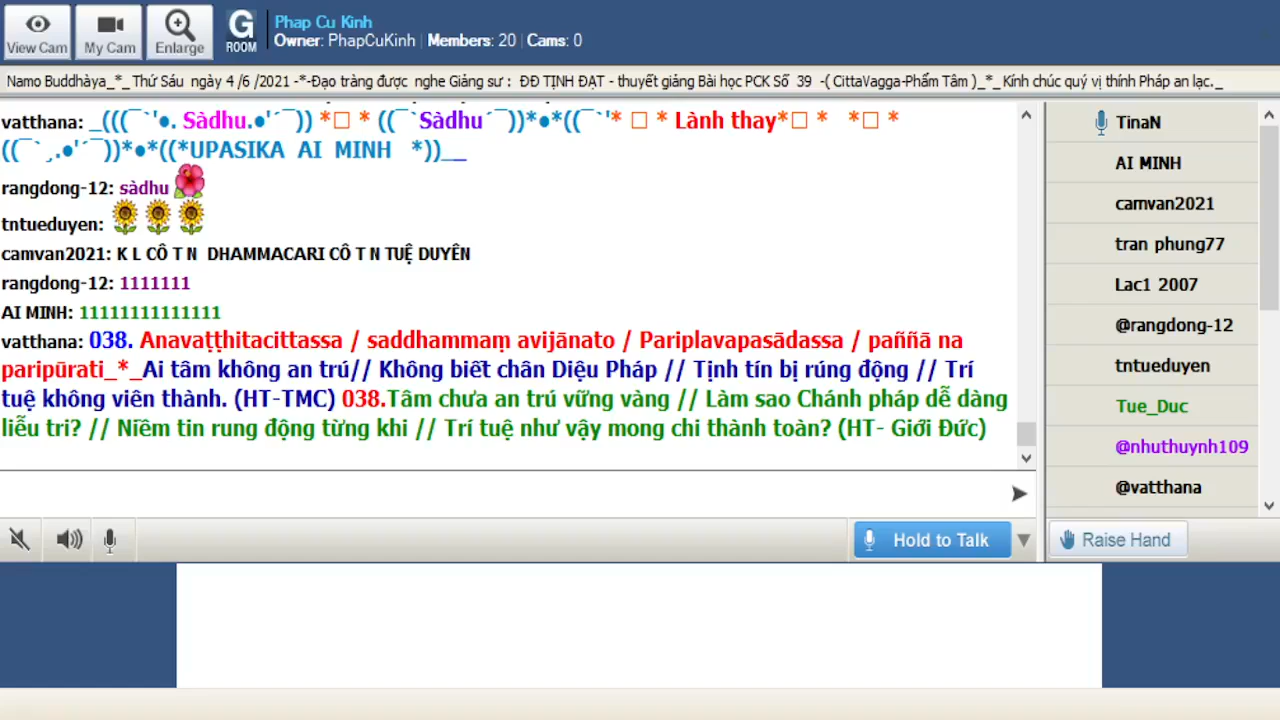 View Cam
My Cam
Enlarge
G
ROOM
Phap Cu Kinh
Owner: PhapCuKinh | Members: 20 | Cams: 0
Namo Buddhàya_*_ Thứ Sáu ngày 4 /6 /2021 -*-Đạo tràng được nghe Giảng sư : ĐĐ TỊNH ĐẠT - thuyết giảng Bài học PCK Số 39 -( CittaVagga-Phẩm Tâm )_*_Kính chúc quý vị thính Pháp an lạc._
vatthana: _(((¯`'●. Sàdhu.●'´¯)) *□ * ((¯`Sàdhu´¯))*●*((¯`'* □ * Lành thay*□ * *□ *
((¯`¸.●'´¯))*●*((*UPASIKA AI MINH *))__
rangdong-12: sàdhu
tntueduyen:
camvan2021: K L CÔ T N DHAMMACARI CÔ T N TUỆ DUYÊN
rangdong-12: 1111111
AI MINH: 11111111111111
vatthana: 038. Anavaṭṭhitacittassa / saddhammaṃ avijānato / Pariplavapasādassa / paññā na
paripūrati_*_Ai tâm không an trú// Không biết chân Diệu Pháp // Tịnh tín bị rúng động // Trí
tuệ không viên thành. (HT-TMC) 038.Tâm chưa an trú vững vàng // Làm sao Chánh pháp dễ dàng
liễu tri? // Niềm tin rung động từng khi // Trí tuệ như vậy mong chi thành toàn? (HT- Giới Đức)
TinaN
AI MINH
camvan2021
tran phung77
Lac1 2007
@rangdong-12
tntueduyen
Tue_Duc
@nhuthuynh109
@vatthana
Hold to Talk
Raise Hand